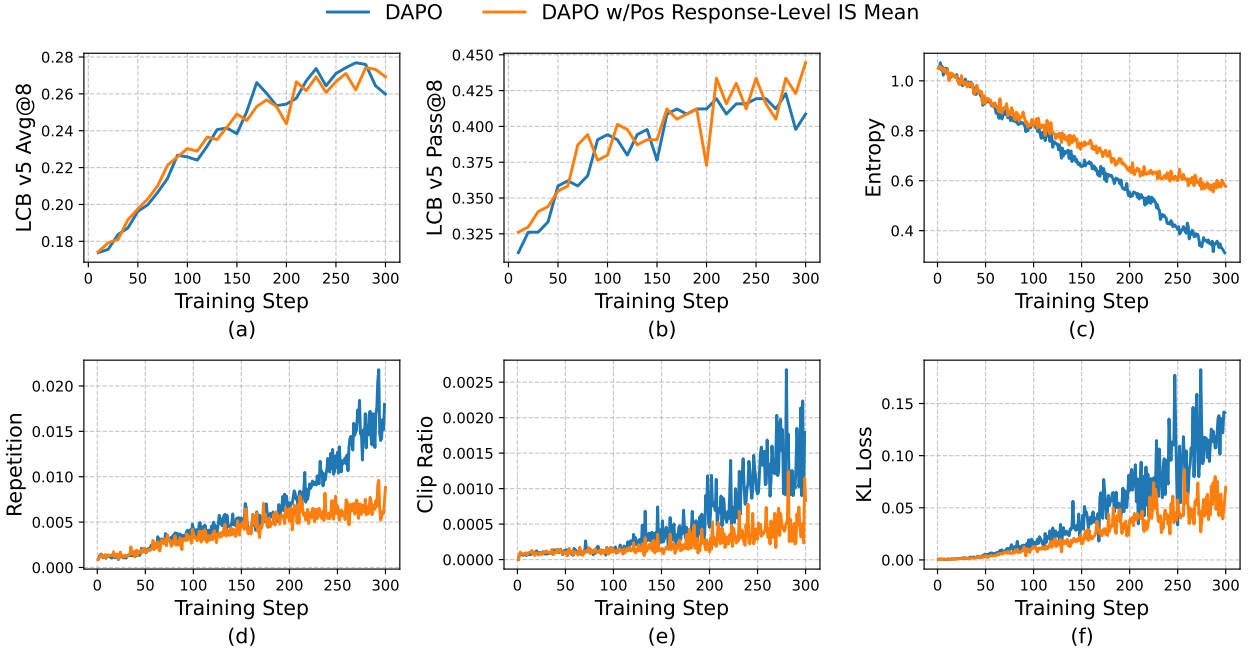 DAPO DAPO w/Pos Response-Level IS Mean
LCB v5 Avg@8
0.28
0.26
0.24
0.22
0.20
0.18
0 50 100 150 200 250 300
Training Step
(a)
LCB v5 Pass@8
0.450
0.425
0.400
0.375
0.350
0.325
0 50 100 150 200 250 300
Training Step
(b)
Entropy
1.0
0.8
0.6
0.4
0 50 100 150 200 250 300
Training Step
(c)
Repetition
0.020
0.015
0.010
0.005
0.000
0 50 100 150 200 250 300
Training Step
(d)
Clip Ratio
0.0025
0.0020
0.0015
0.0010
0.0005
0.0000
0 50 100 150 200 250 300
Training Step
(e)
KL Loss
0.15
0.10
0.05
0.00
0 50 100 150 200 250 300
Training Step
(f)